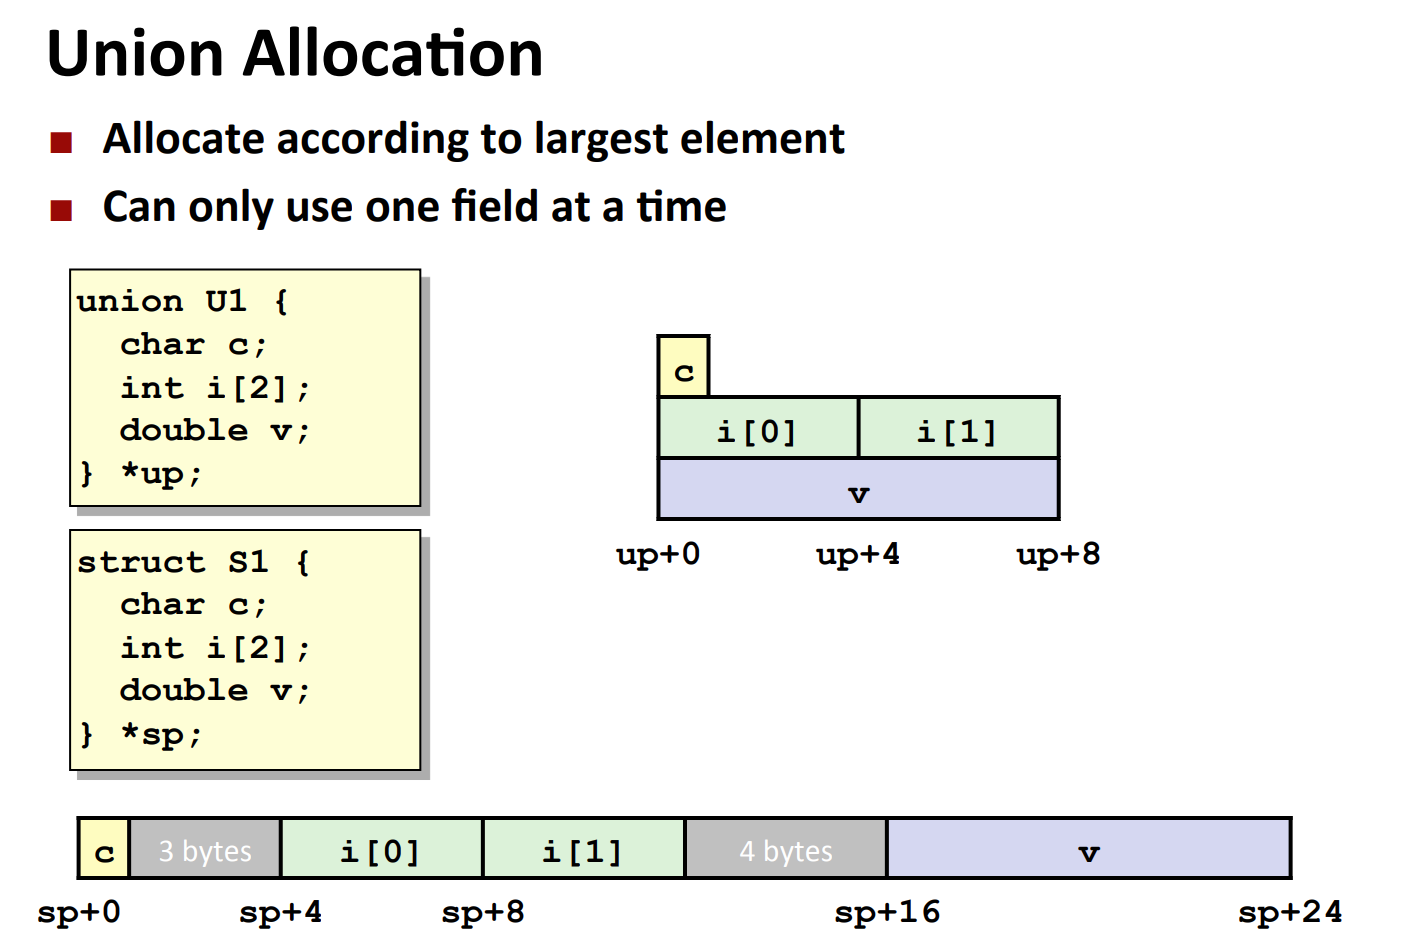 Union Allocation
Allocate according to largest element
Can only use one field at a time
union U1 {
  char c;
  int i[2];
  double v;
} *up;
struct S1 {
  char c;
  int i[2];
  double v;
} *sp;
c
i[0] i[1]
v
up+0 up+4 up+8
c 3 bytes i[0] i[1] 4 bytes v
sp+0 sp+4 sp+8 sp+16 sp+24